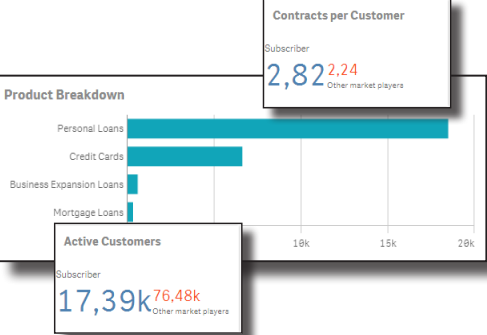 Contracts per Customer
Subscriber
2,82 2,24
Other market players
Product Breakdown
Personal Loans
Credit Cards
Business Expansion Loans
Mortgage Loans
10k 15k 20k
Active Customers
Subscriber
17,39k 76,48k
Other market players